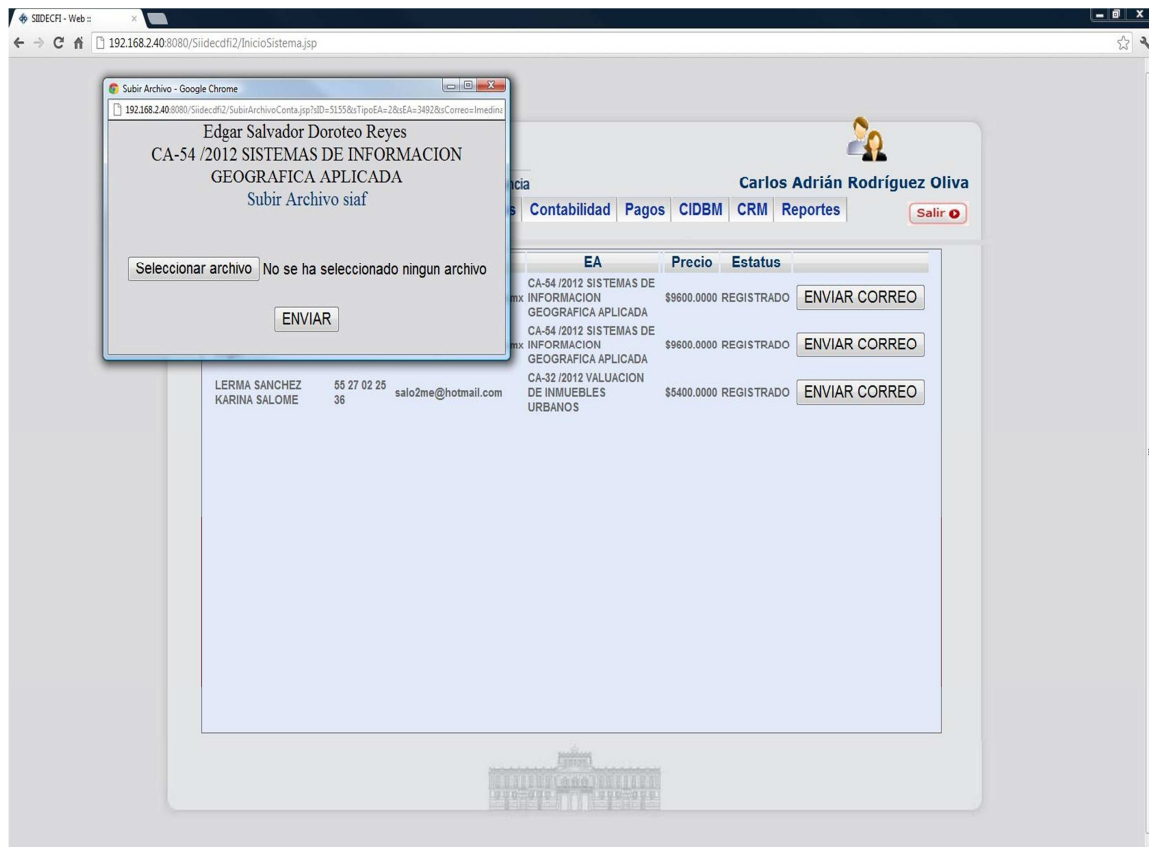 SIIDECFI - Web ::
192.168.2.40:8080/Siidecdfi2/InicioSistema.jsp
Subir Archivo - Google Chrome
192.168.2.40:8080/Siidecdfi2/SubirArchivoConta.jsp?sID=5155&sTipoEA=2&sEA=3492&sCorreo=lmedina
Edgar Salvador Doroteo Reyes
CA-54 /2012 SISTEMAS DE INFORMACION
GEOGRAFICA APLICADA
Subir Archivo siaf
Seleccionar archivo No se ha seleccionado ningun archivo
ENVIAR
ncia
Carlos Adrián Rodríguez Oliva
s Contabilidad Pagos CIDBM CRM Reportes
Salir
EA Precio Estatus
CA-54 /2012 SISTEMAS DE
mx INFORMACION $9600.0000 REGISTRADO ENVIAR CORREO
GEOGRAFICA APLICADA
CA-54 /2012 SISTEMAS DE
mx INFORMACION $9600.0000 REGISTRADO ENVIAR CORREO
GEOGRAFICA APLICADA
LERMA SANCHEZ KARINA SALOME 55 27 02 25 36 salo2me@hotmail.com CA-32 /2012 VALUACION DE INMUEBLES URBANOS $5400.0000 REGISTRADO ENVIAR CORREO